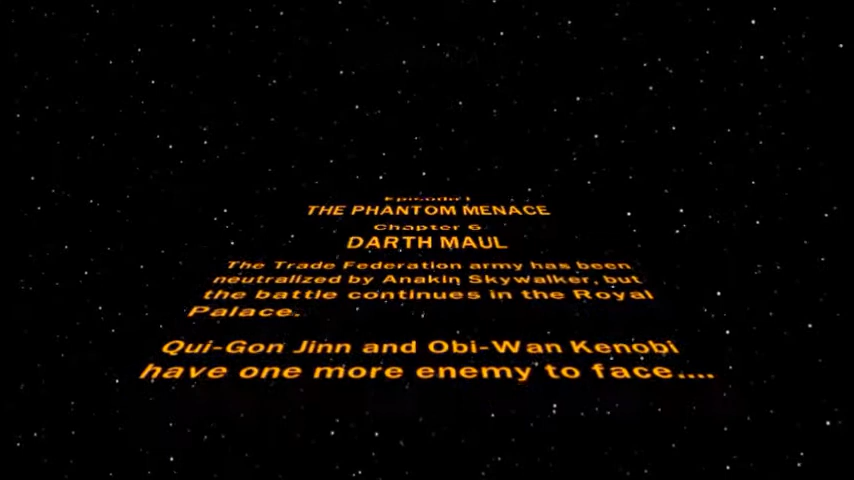 Episode I
THE PHANTOM MENACE
Chapter 6
DARTH MAUL
The Trade Federation army has been
neutralized by Anakin Skywalker, but
the battle continues in the Royal
Palace.
Qui-Gon Jinn and Obi-Wan Kenobi
have one more enemy to face....